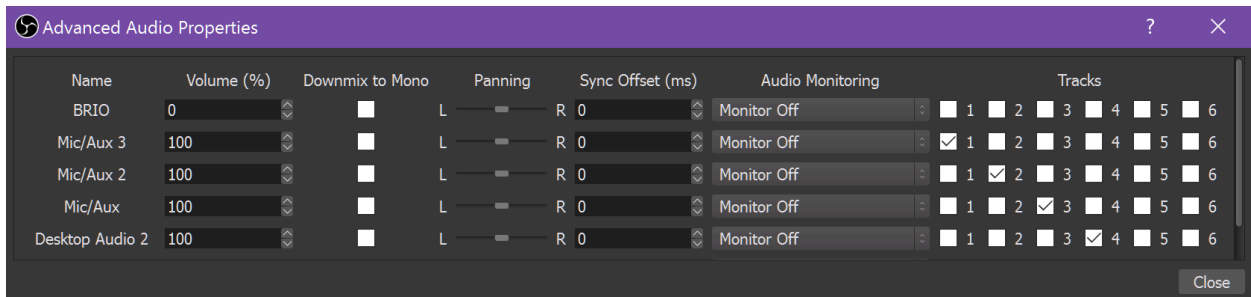 Advanced Audio Properties ?
Name Volume (%) Downmix to Mono Panning Sync Offset (ms) Audio Monitoring Tracks
BRIO 0 L R 0 Monitor Off 1 2 3 4 5 6
Mic/Aux 3 100 L R 0 Monitor Off 1 2 3 4 5 6
Mic/Aux 2 100 L R 0 Monitor Off 1 2 3 4 5 6
Mic/Aux 100 L R 0 Monitor Off 1 2 3 4 5 6
Desktop Audio 2 100 L R 0 Monitor Off 1 2 3 4 5 6
Close